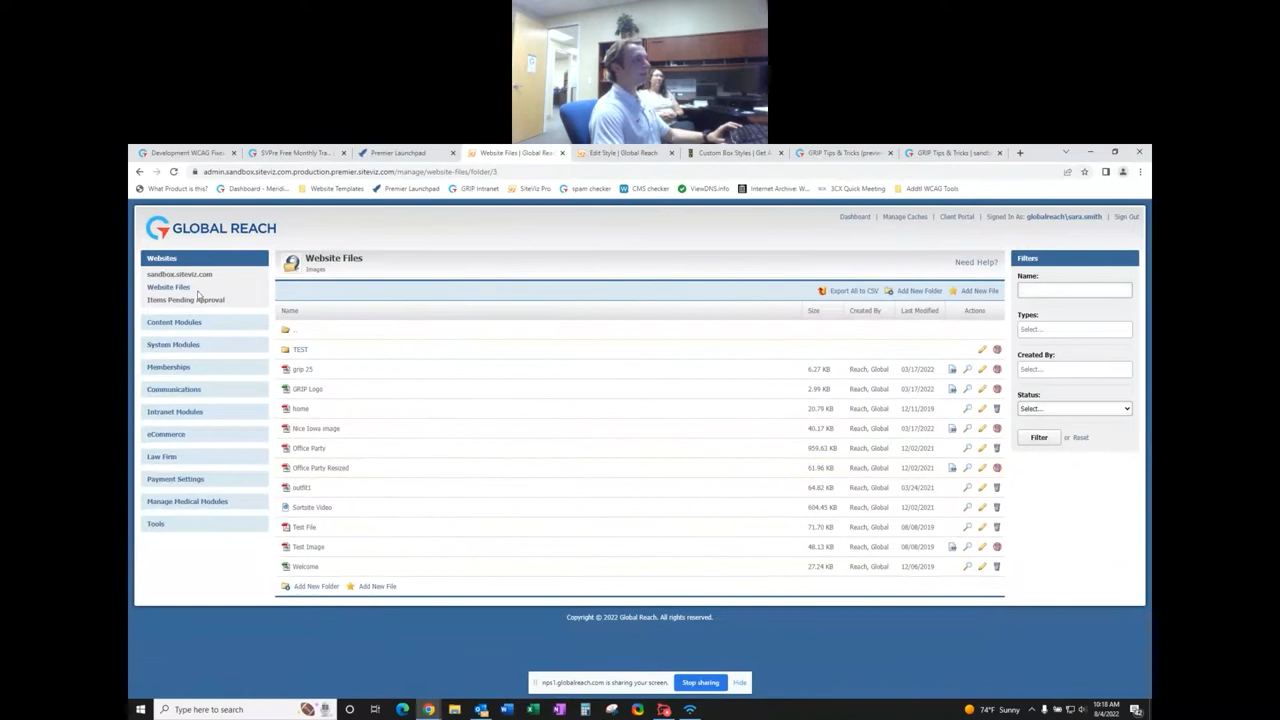 Development WCAG Fixe
SVPre Free Monthly Tra...
Premier Launchpad
Website Files | Global Rea
Edit Style | Global Reach
Custom Box Styles | Get A
GRIP Tips & Tricks (previe
GRIP Tips & Tricks | sandb
admin.sandbox.siteviz.com.production.premier.siteviz.com/manage/website-files/folder/3
What Product is this?
Dashboard - Meridi...
Website Templates
Premier Launchpad
GRIP Intranet
SiteViz Pro
spam checker
CMS checker
ViewDNS.info
Internet Archive: W...
3CX Quick Meeting
Addtl WCAG Tools
GLOBAL REACH
Dashboard | Manage Caches | Client Portal | Signed In As: globalreach\sara.smith | Sign Out
Websites
sandbox.siteviz.com
Website Files
Items Pending Approval
Content Modules
System Modules
Memberships
Communications
Intranet Modules
eCommerce
Law Firm
Payment Settings
Manage Medical Modules
Tools
Website Files
Images
Need Help?
Export All to CSV Add New Folder Add New File
Name Size Created By Last Modified Actions
..
TEST
grip 25 6.27 KB Reach, Global 03/17/2022
GRIP Logo 2.99 KB Reach, Global 03/17/2022
home 20.79 KB Reach, Global 12/11/2019
Nice Iowa image 40.17 KB Reach, Global 03/17/2022
Office Party 959.63 KB Reach, Global 12/02/2021
Office Party Resized 61.96 KB Reach, Global 12/02/2021
outfit1 64.82 KB Reach, Global 03/24/2021
Sortsite Video 604.45 KB Reach, Global 12/02/2021
Test File 71.70 KB Reach, Global 08/08/2019
Test Image 48.13 KB Reach, Global 08/08/2019
Welcome 27.24 KB Reach, Global 12/06/2019
Add New Folder Add New File
Filters
Name:
Types:
Select...
Created By:
Select...
Status:
Select...
Filter or Reset
Copyright © 2022 Global Reach. All rights reserved.
nps1.globalreach.com is sharing your screen.
Stop sharing
Hide
Type here to search
74°F Sunny
10:18 AM
8/4/2022
42